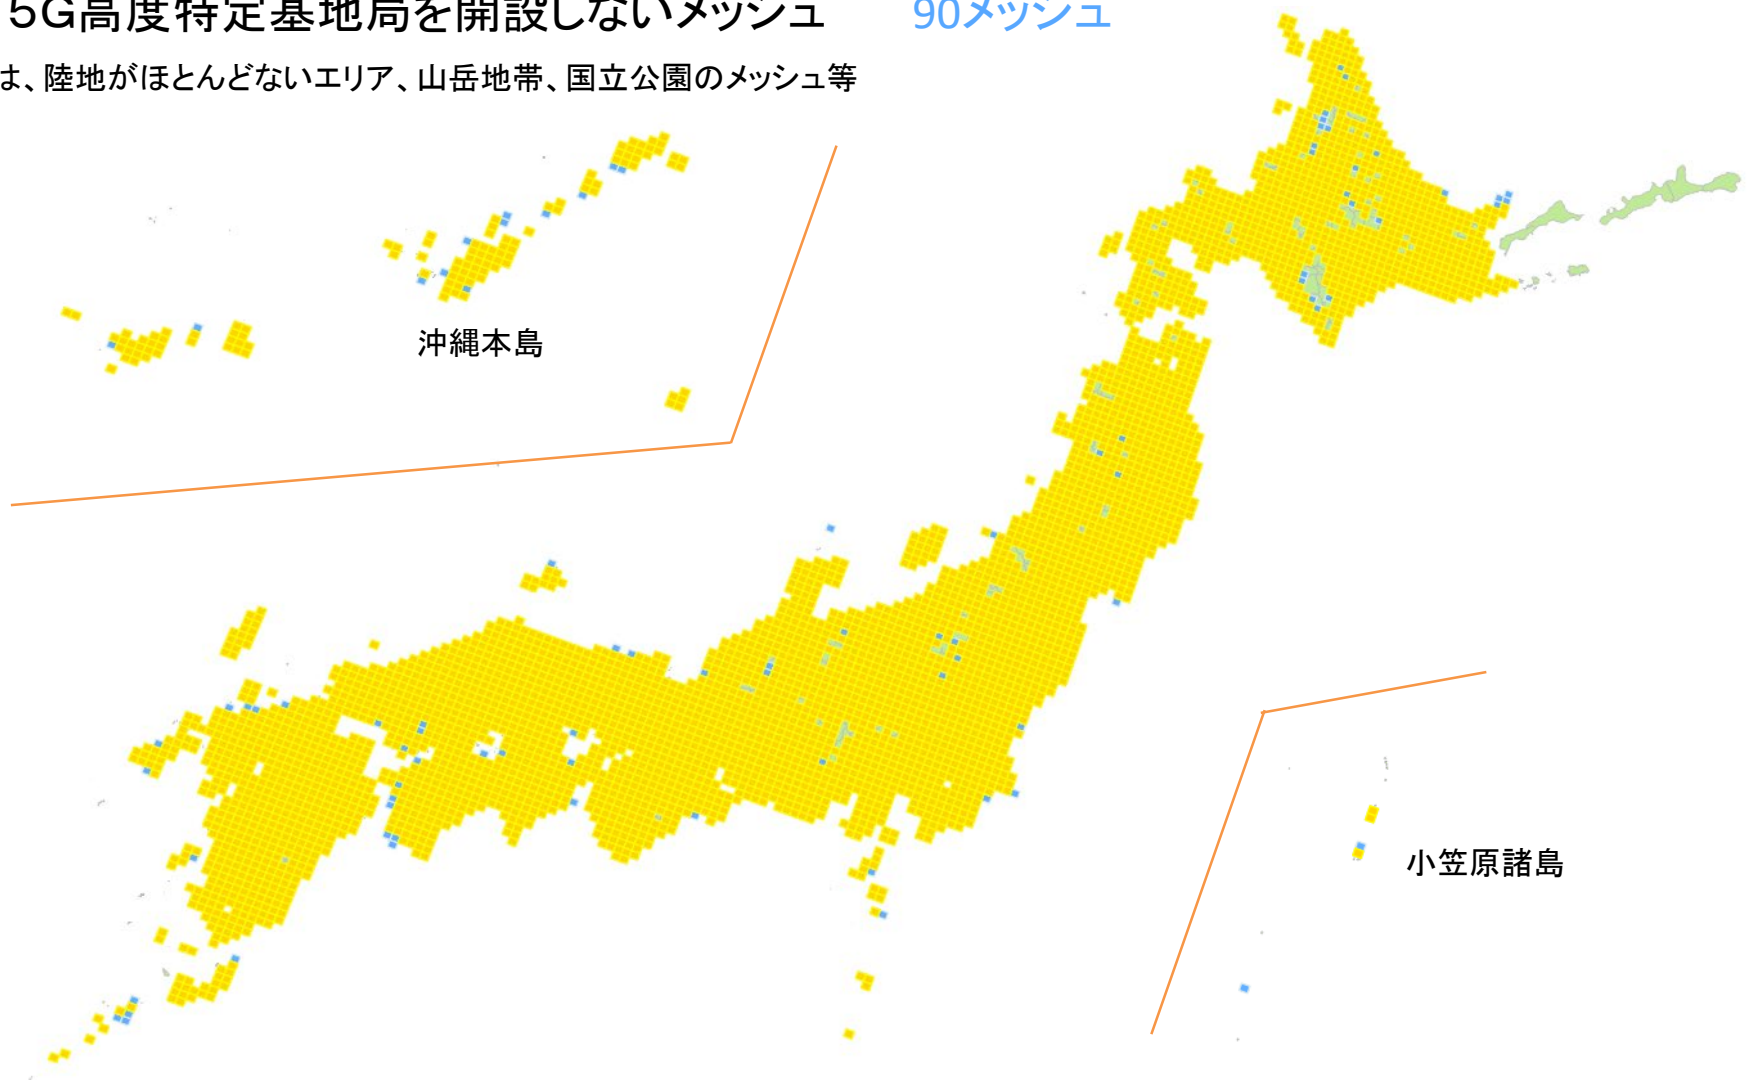 5G高度特定基地局を開設しないメッシュ 90メッシュ
は、陸地がほとんどないエリア、山岳地帯、国立公園のメッシュ等
沖縄本島
小笠原諸島